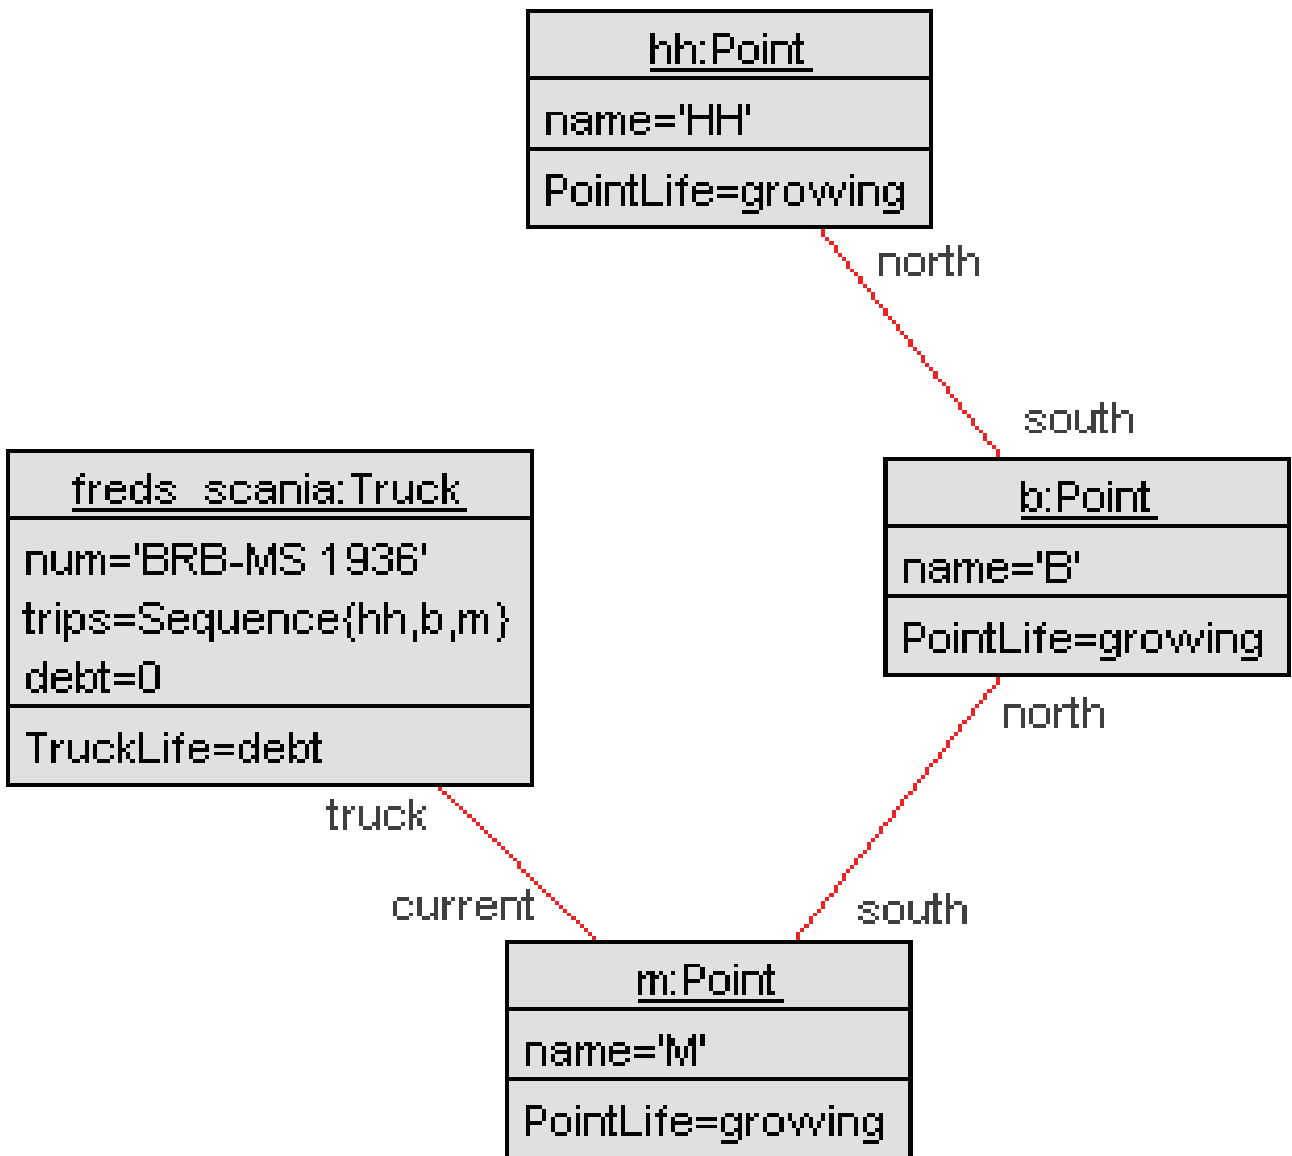 hh:Point
name='HH'
PointLife=growing
north
south
freds_scania:Truck
num='BRB-MS 1936'
trips=Sequence{hh,b,m}
debt=0
TruckLife=debt
b:Point
name='B'
PointLife=growing
north
truck
current
south
m:Point
name='M'
PointLife=growing